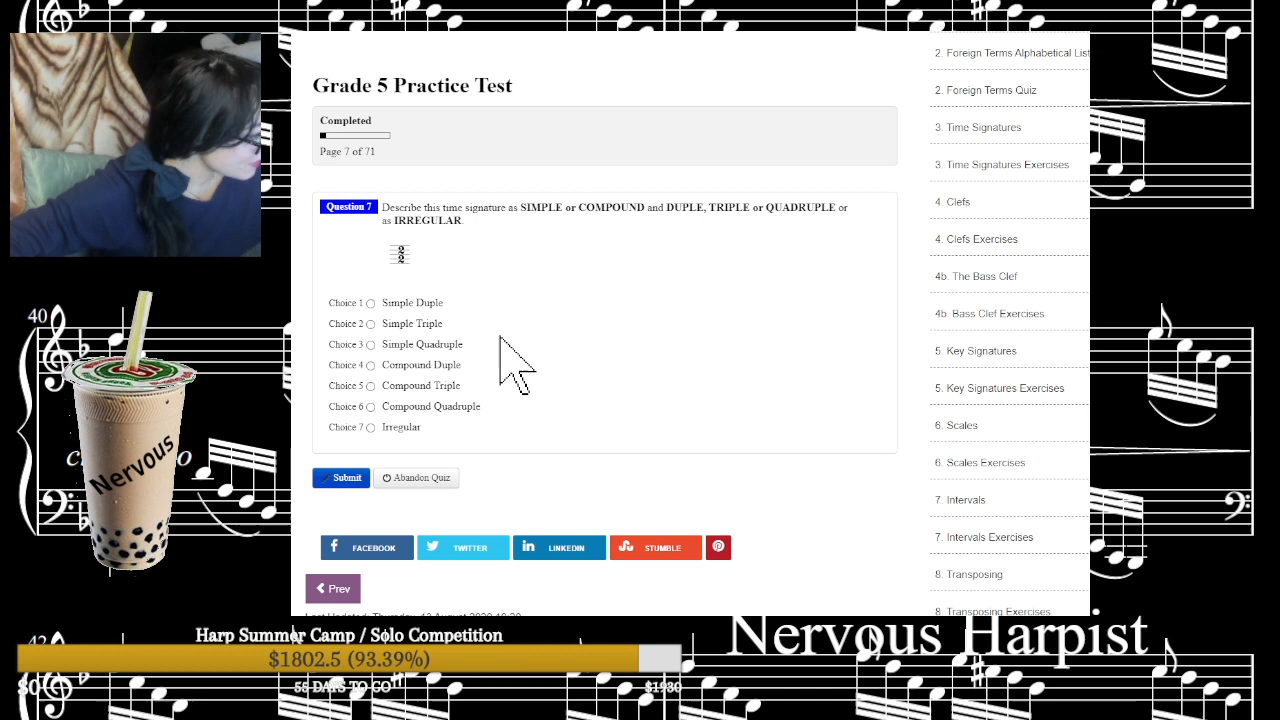 Grade 5 Practice Test
Completed
Page 7 of 71
Question 7 Describe this time signature as SIMPLE or COMPOUND and DUPLE, TRIPLE or QUADRUPLE or
as IRREGULAR.
2
2
Choice 1 Simple Duple
Choice 2 Simple Triple
Choice 3 Simple Quadruple
Choice 4 Compound Duple
Choice 5 Compound Triple
Choice 6 Compound Quadruple
Choice 7 Irregular
Submit Abandon Quiz
FACEBOOK TWITTER LINKEDIN STUMBLE
Prev
2. Foreign Terms Alphabetical List
2. Foreign Terms Quiz
3. Time Signatures
3. Time Signatures Exercises
4. Clefs
4. Clefs Exercises
4b. The Bass Clef
4b. Bass Clef Exercises
5. Key Signatures
5. Key Signatures Exercises
6. Scales
6. Scales Exercises
7. Intervals
7. Intervals Exercises
8. Transposing
8. Transposing Exercises
40
Nervous
42
Harp Summer Camp / Solo Competition
$1802.5 (93.39%)
$0 55 DAYS TO GO $1930
Nervous Harpist